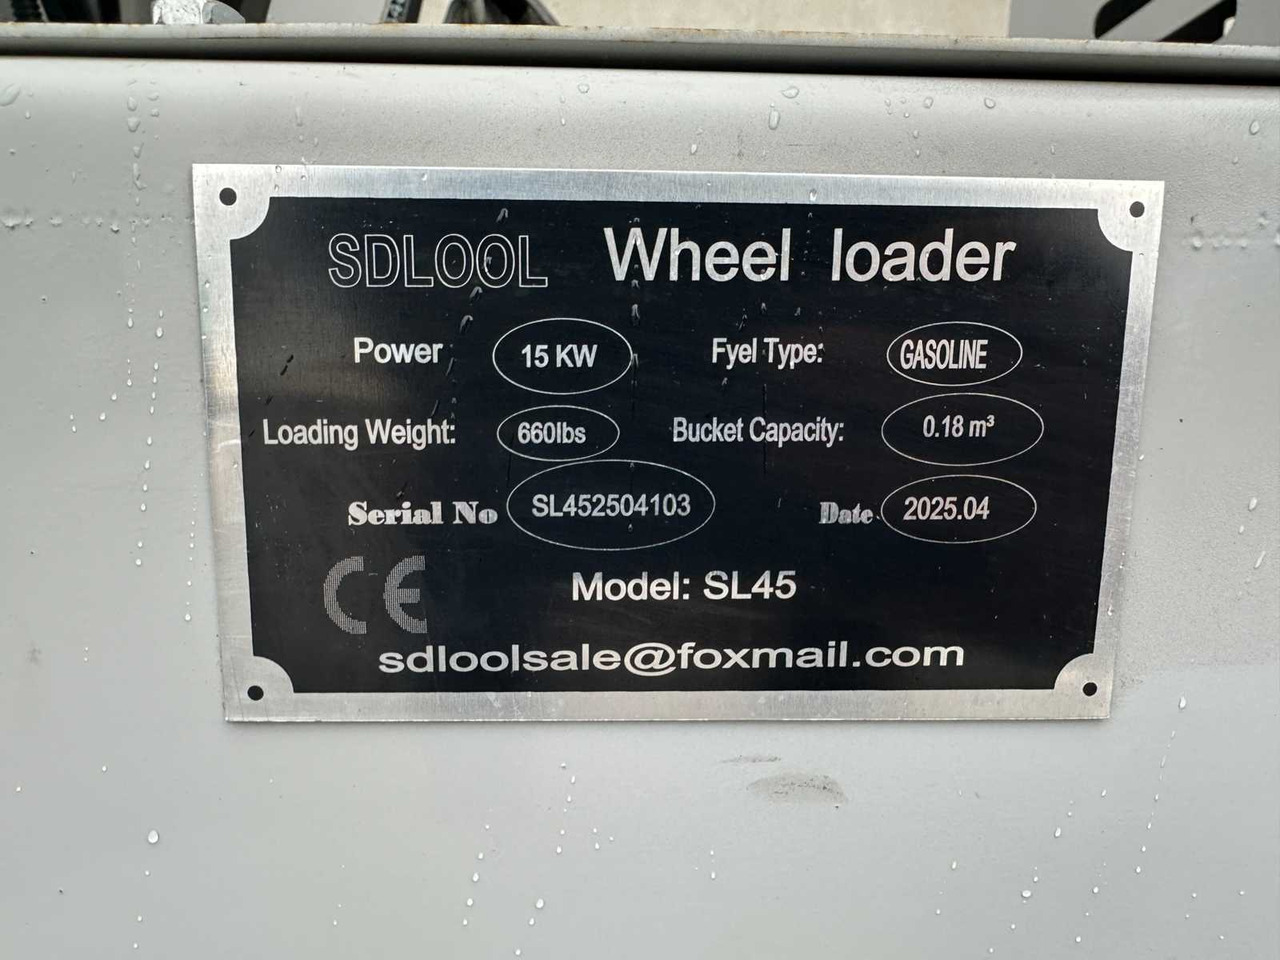 SDLOOL Wheel loader
Power 15 KW Fyel Type: GASOLINE
Loading Weight: 660lbs Bucket Capacity: 0.18 m³
Serial No SL452504103 Date 2025.04
CE Model: SL45
sdloolsale@foxmail.com